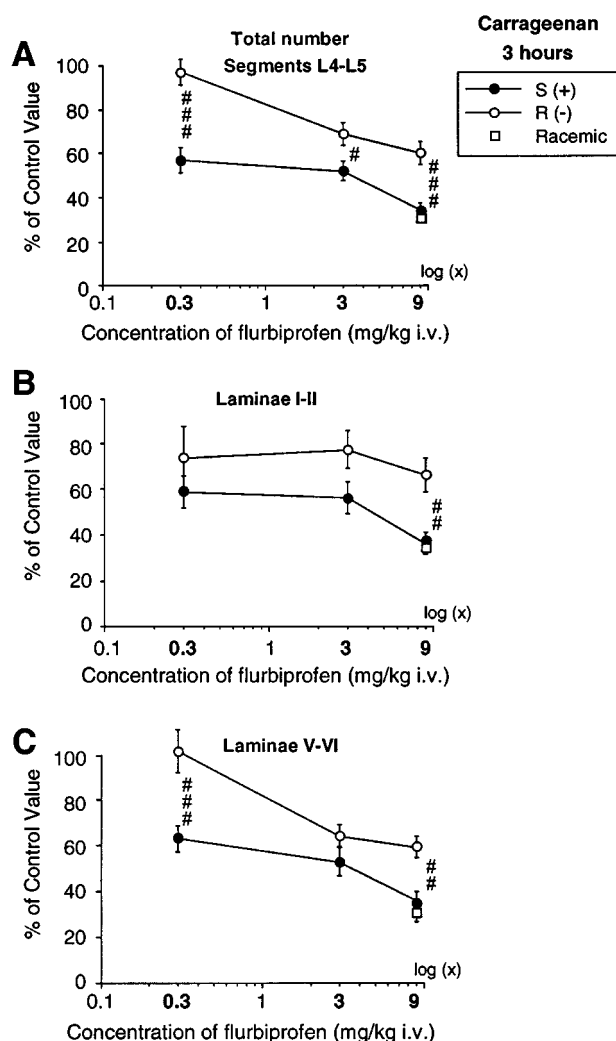 A
Total number
Segments L4-L5
Carrageenan
3 hours
S (+)
R (-)
Racemic
% of Control Value
100
80
60
40
20
0
###
#
###
log (x)
0.1
0.3
1
3
9
Concentration of flurbiprofen (mg/kg i.v.)
B
Laminae I-II
% of Control Value
100
80
60
40
20
0
##
log (x)
0.1
0.3
1
3
9
Concentration of flurbiprofen (mg/kg i.v.)
C
Laminae V-VI
% of Control Value
100
80
60
40
20
0
###
##
log (x)
0.1
0.3
1
3
9
Concentration of flurbiprofen (mg/kg i.v.)